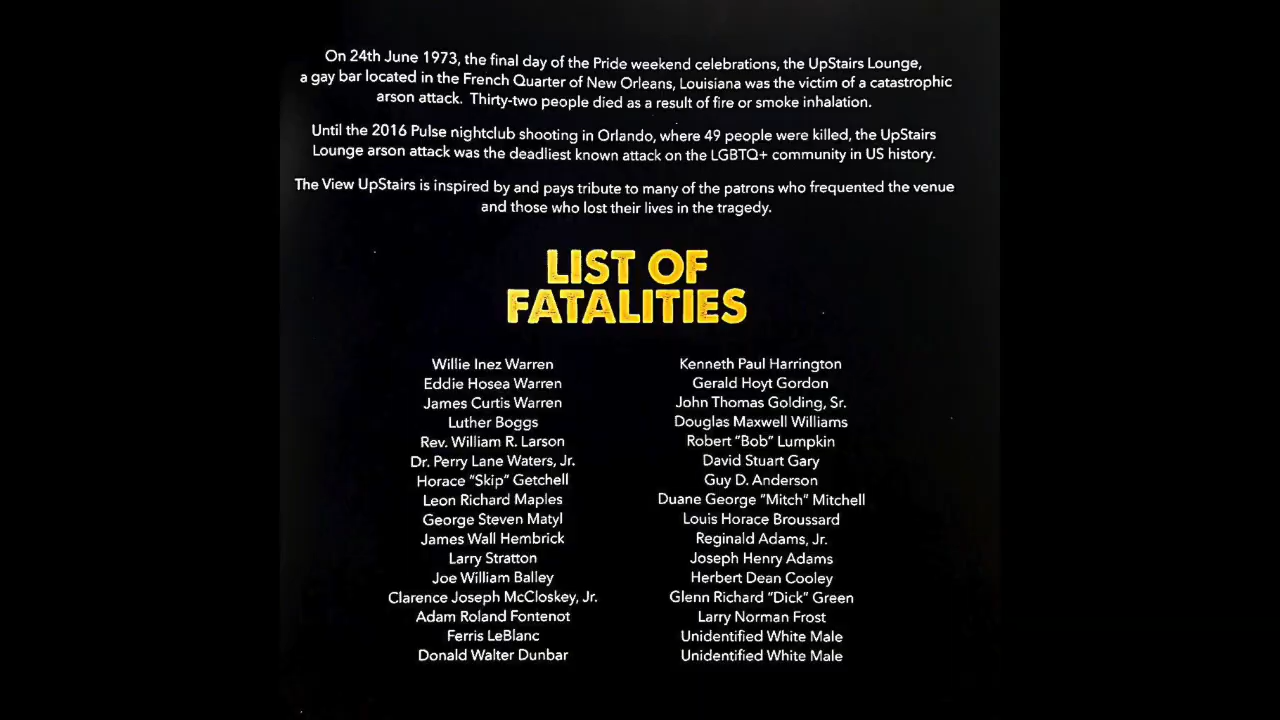 On 24th June 1973, the final day of the Pride weekend celebrations, the UpStairs Lounge,
a gay bar located in the French Quarter of New Orleans, Louisiana was the victim of a catastrophic
arson attack. Thirty-two people died as a result of fire or smoke inhalation.
Until the 2016 Pulse nightclub shooting in Orlando, where 49 people were killed, the UpStairs
Lounge arson attack was the deadliest known attack on the LGBTQ+ community in US history.
The View UpStairs is inspired by and pays tribute to many of the patrons who frequented the venue
and those who lost their lives in the tragedy.
LIST OF
FATALITIES
Willie Inez Warren
Eddie Hosea Warren
James Curtis Warren
Luther Boggs
Rev. William R. Larson
Dr. Perry Lane Waters, Jr.
Horace "Skip" Getchell
Leon Richard Maples
George Steven Matyl
James Wall Hembrick
Larry Stratton
Joe William Balley
Clarence Joseph McCloskey, Jr.
Adam Roland Fontenot
Ferris LeBlanc
Donald Walter Dunbar
Kenneth Paul Harrington
Gerald Hoyt Gordon
John Thomas Golding, Sr.
Douglas Maxwell Williams
Robert "Bob" Lumpkin
David Stuart Gary
Guy D. Anderson
Duane George "Mitch" Mitchell
Louis Horace Broussard
Reginald Adams, Jr.
Joseph Henry Adams
Herbert Dean Cooley
Glenn Richard "Dick" Green
Larry Norman Frost
Unidentified White Male
Unidentified White Male